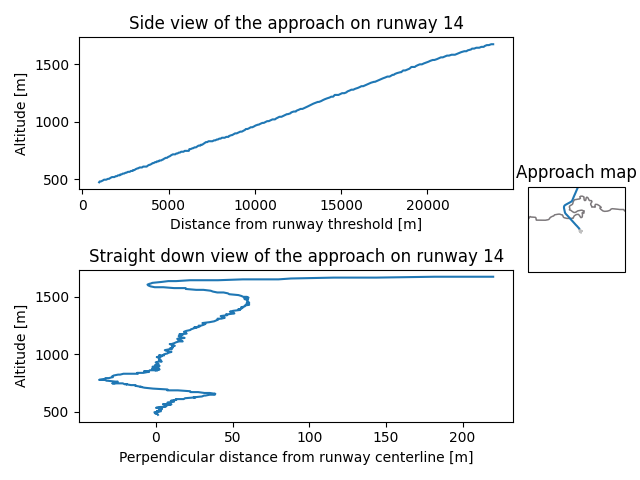 Side view of the approach on runway 14
1500
1000
500
Altitude [m]
0 5000 10000 15000 20000
Distance from runway threshold [m]
Approach map
Straight down view of the approach on runway 14
1500
1000
500
Altitude [m]
0 50 100 150 200
Perpendicular distance from runway centerline [m]